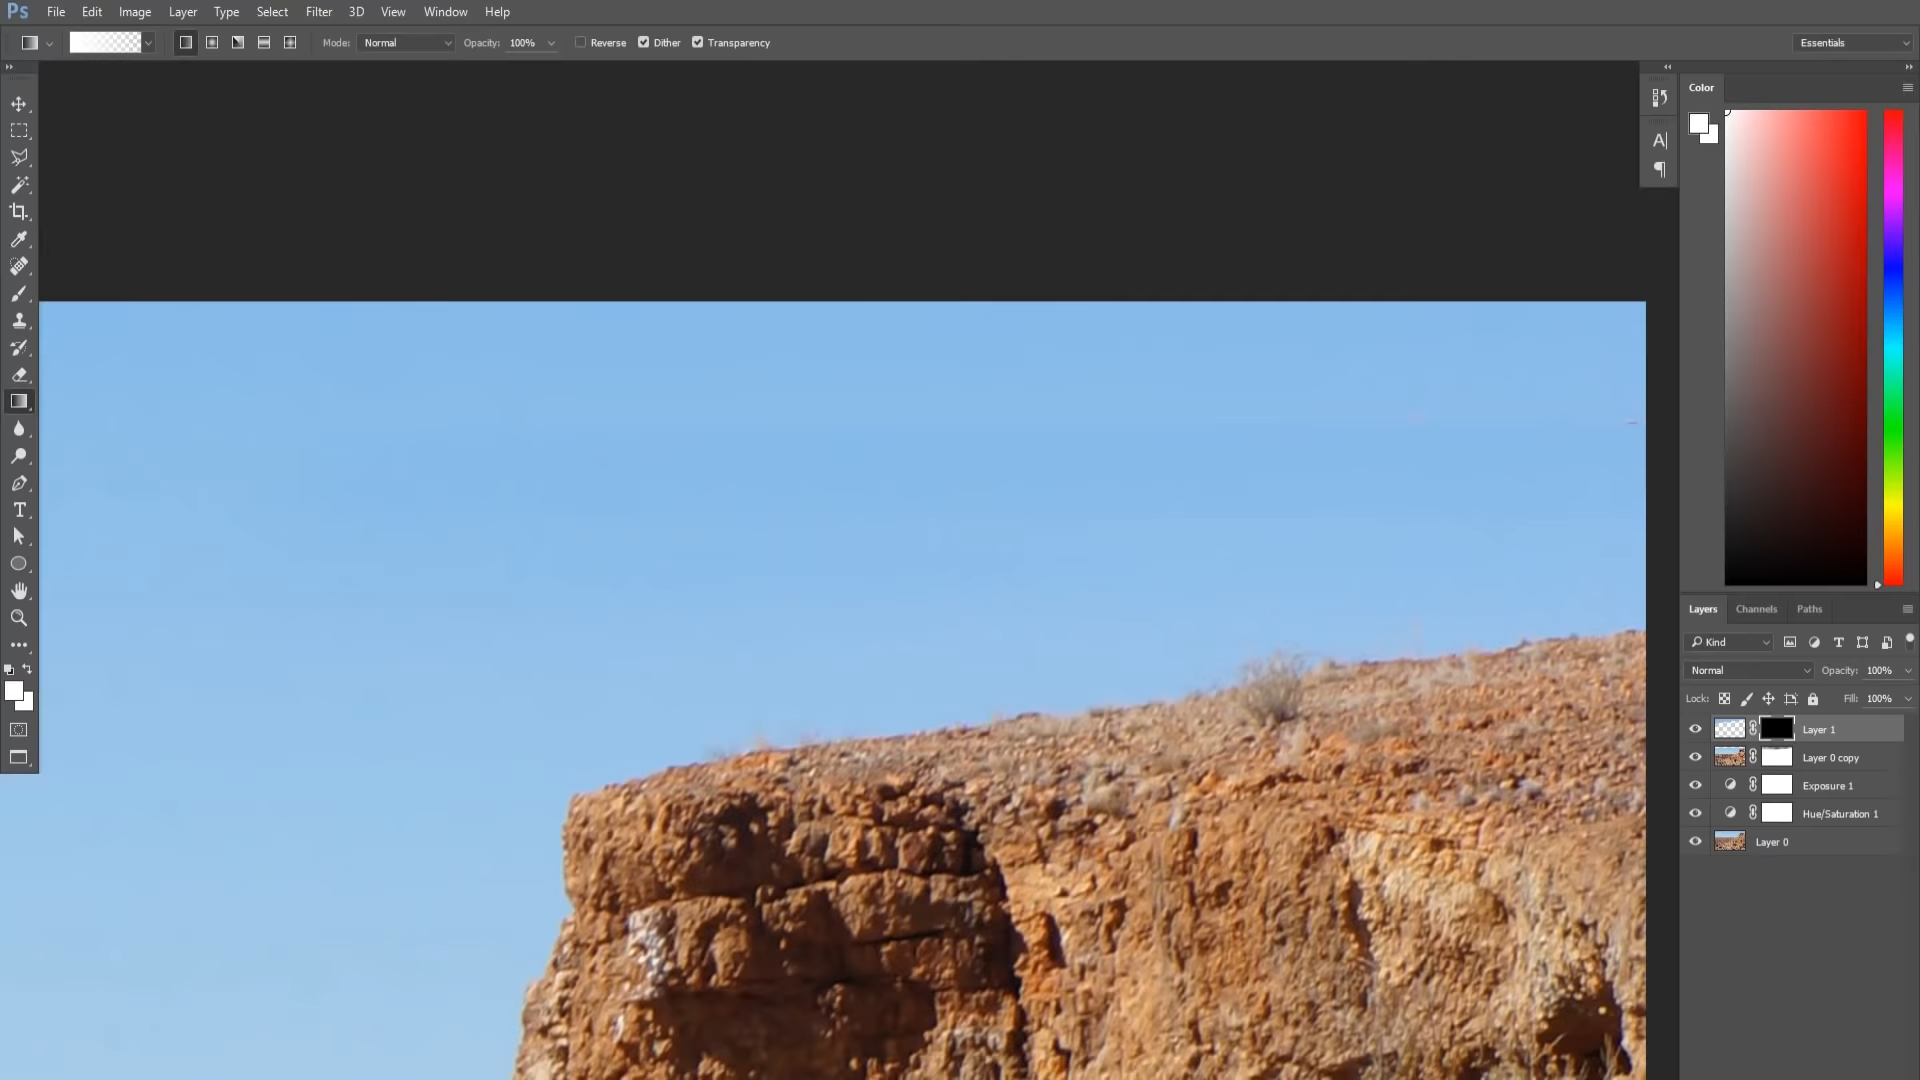 Ps File Edit Image Layer Type Select Filter 3D View Window Help
Mode: Normal Opacity: 100% Reverse Dither Transparency Essentials
Color
Layers Channels Paths
Kind
Normal Opacity: 100%
Lock: Fill: 100%
Layer 1
Layer 0 copy
Exposure 1
Hue/Saturation 1
Layer 0